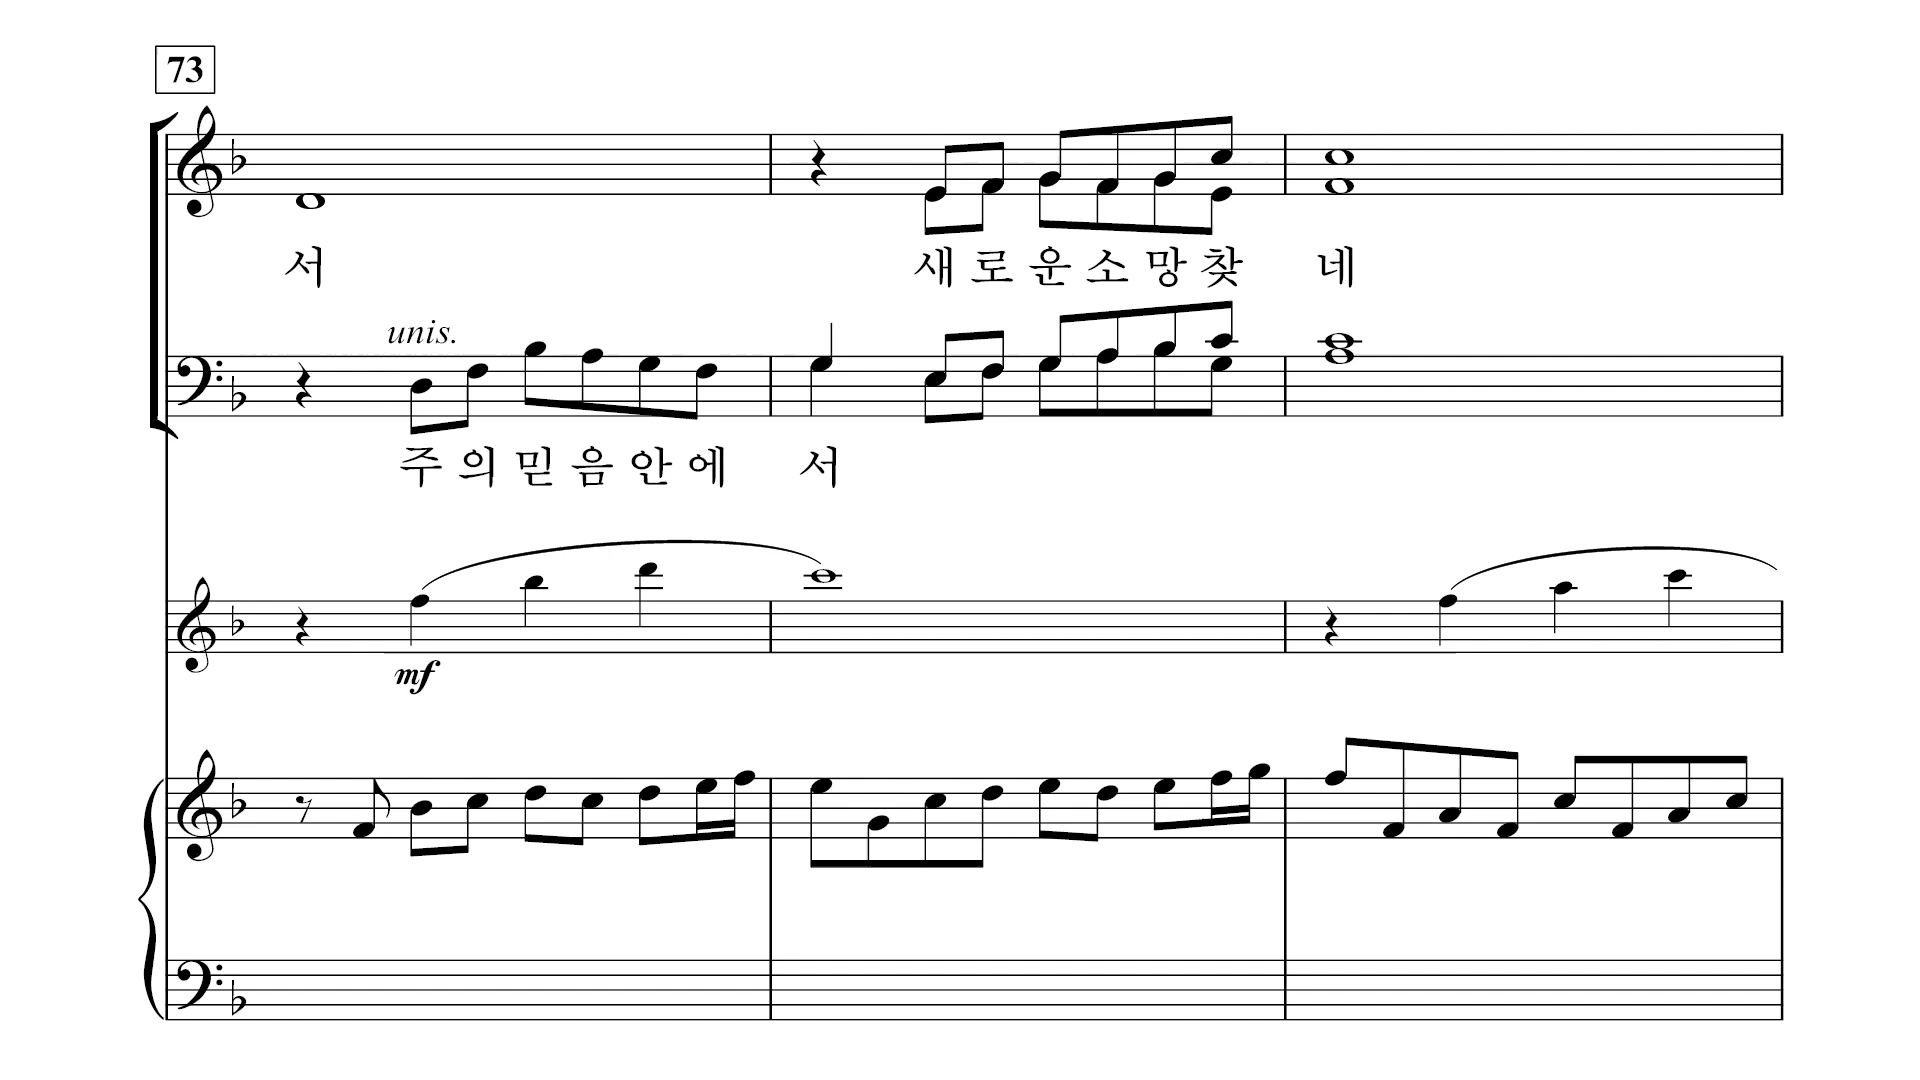 73
서 새 로 운 소 망 찾 네
unis.
주 의 믿 음 안 에 서
mf